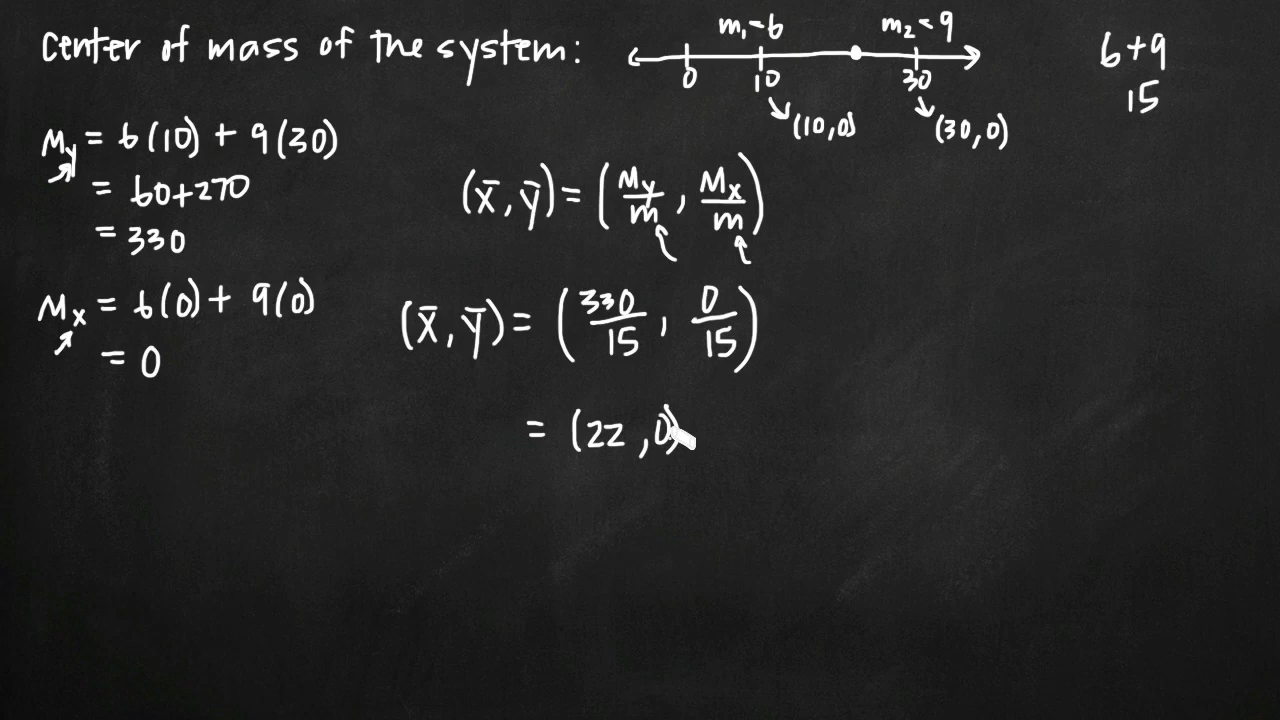 center of mass of the system:
m₁=6 m₂=9
0 10 30
(10,0) (30,0)
6+9
15
My = 6(10) + 9(30)
= 60+270
= 330
Mx = 6(0) + 9(0)
= 0
(x̄, ȳ) = (My/m, Mx/m)
(x̄, ȳ) = (330/15, 0/15)
= (22, 0)